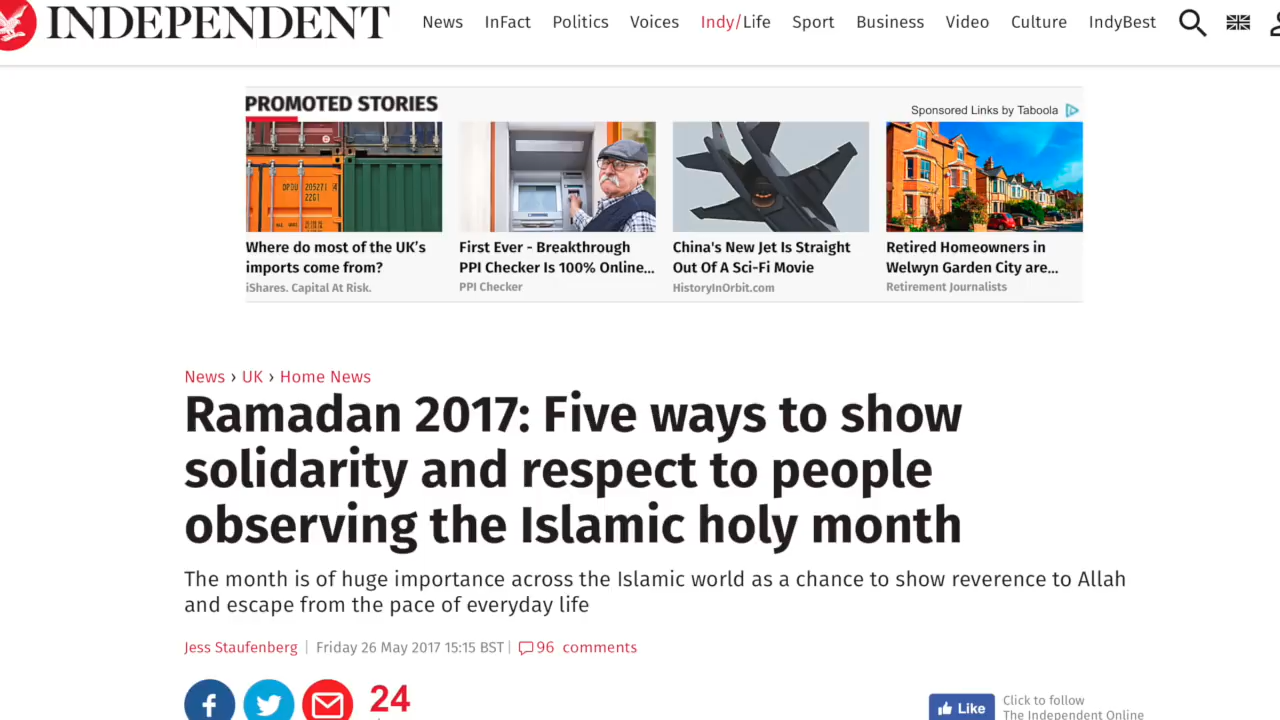 INDEPENDENT
News InFact Politics Voices Indy/Life Sport Business Video Culture IndyBest
PROMOTED STORIES
Sponsored Links by Taboola
Where do most of the UK's
imports come from?
iShares. Capital At Risk.
First Ever - Breakthrough
PPI Checker Is 100% Online...
PPI Checker
China's New Jet Is Straight
Out Of A Sci-Fi Movie
HistoryInOrbit.com
Retired Homeowners in
Welwyn Garden City are...
Retirement Journalists
News › UK › Home News
Ramadan 2017: Five ways to show
solidarity and respect to people
observing the Islamic holy month
The month is of huge importance across the Islamic world as a chance to show reverence to Allah
and escape from the pace of everyday life
Jess Staufenberg | Friday 26 May 2017 15:15 BST | 96 comments
24
Like
Click to follow
The Independent Online